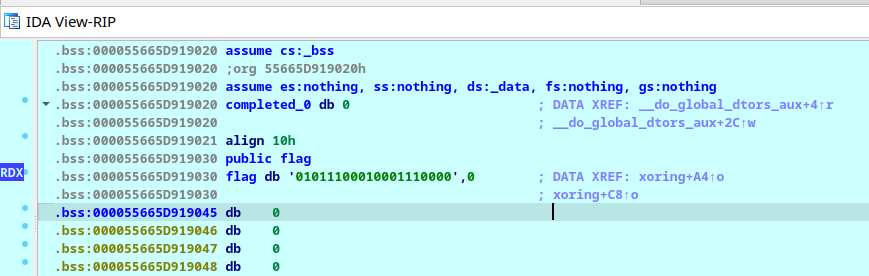 IDA View-RIP
.bss:000055665D919020 assume cs:_bss
.bss:000055665D919020 ;org 55665D919020h
.bss:000055665D919020 assume es:nothing, ss:nothing, ds:_data, fs:nothing, gs:nothing
.bss:000055665D919020 completed_0 db 0 ; DATA XREF: __do_global_dtors_aux+4↑r
.bss:000055665D919020 ; __do_global_dtors_aux+2C↑w
.bss:000055665D919021 align 10h
.bss:000055665D919030 public flag
RDX .bss:000055665D919030 flag db '01011100010001110000',0 ; DATA XREF: xoring+A4↑o
.bss:000055665D919030 ; xoring+C8↑o
.bss:000055665D919045 db 0
.bss:000055665D919046 db 0
.bss:000055665D919047 db 0
.bss:000055665D919048 db 0